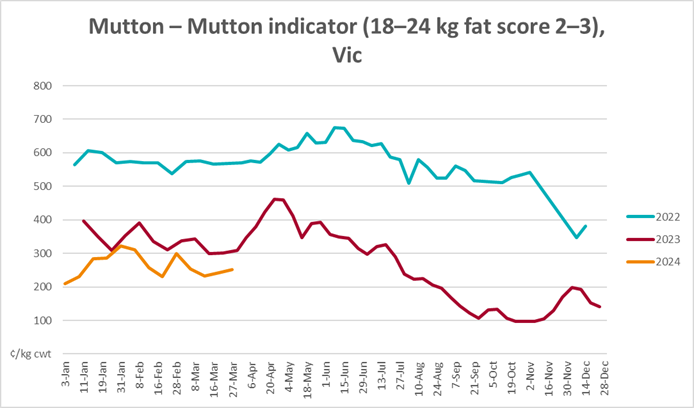 Mutton – Mutton indicator (18–24 kg fat score 2–3),
Vic
800
700
600
500
400
300
200
100
¢/kg cwt
2022
2023
2024
3-Jan
11-Jan
19-Jan
31-Jan
8-Feb
16-Feb
28-Feb
8-Mar
16-Mar
27-Mar
6-Apr
20-Apr
4-May
18-May
1-Jun
15-Jun
29-Jun
13-Jul
27-Jul
10-Aug
24-Aug
7-Sep
21-Sep
5-Oct
19-Oct
2-Nov
16-Nov
30-Nov
14-Dec
28-Dec